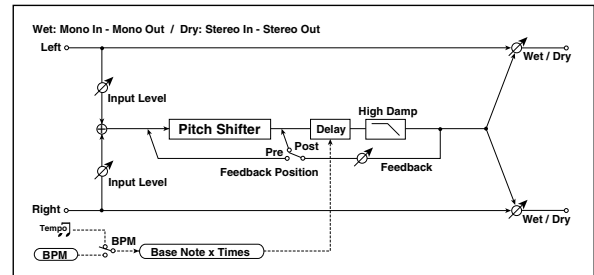 Wet: Mono In - Mono Out / Dry: Stereo In - Stereo Out
Left
Wet / Dry
Input Level
High Damp
Pitch Shifter
Delay
Post
Pre
Feedback Position
Feedback
Input Level
Right
Wet / Dry
Tempo
BPM
BPM
Base Note x Times